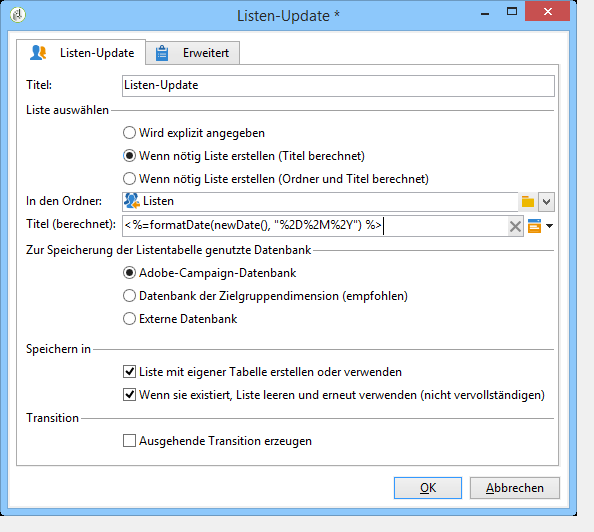 Listen-Update *
Listen-Update
Erweitert
Titel:
Listen-Update
Liste auswählen
Wird explizit angegeben
Wenn nötig Liste erstellen (Titel berechnet)
Wenn nötig Liste erstellen (Ordner und Titel berechnet)
In den Ordner:
Listen
Titel (berechnet):
<%=formatDate(newDate(), "%2D%2M%2Y") %>
Zur Speicherung der Listentabelle genutzte Datenbank
Adobe-Campaign-Datenbank
Datenbank der Zielgruppendimension (empfohlen)
Externe Datenbank
Speichern in
Liste mit eigener Tabelle erstellen oder verwenden
Wenn sie existiert, Liste leeren und erneut verwenden (nicht vervollständigen)
Transition
Ausgehende Transition erzeugen
OK
Abbrechen